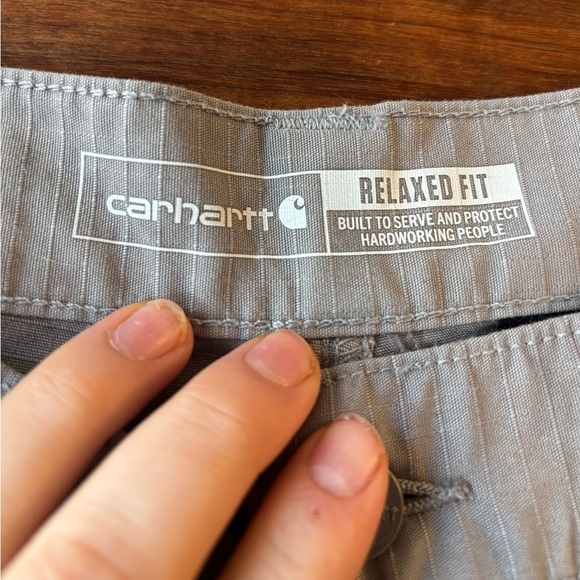 carhartt
RELAXED FIT
BUILT TO SERVE AND PROTECT
HARDWORKING PEOPLE